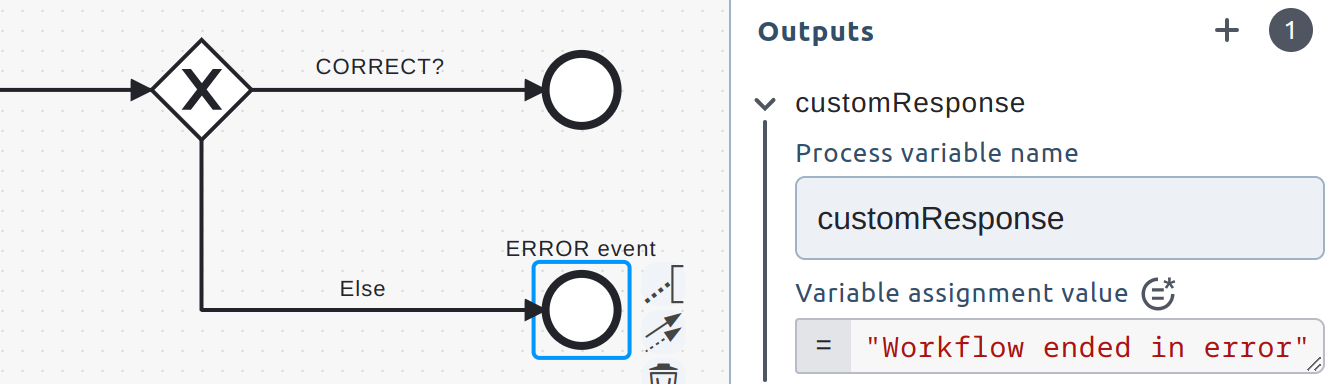 CORRECT?
X
ERROR event
Else
Outputs
1
customResponse
Process variable name
customResponse
Variable assignment value
= "Workflow ended in error"